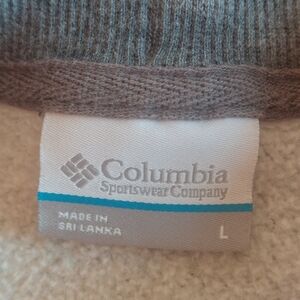 Columbia
Sportswear Company
MADE IN
SRI LANKA
L